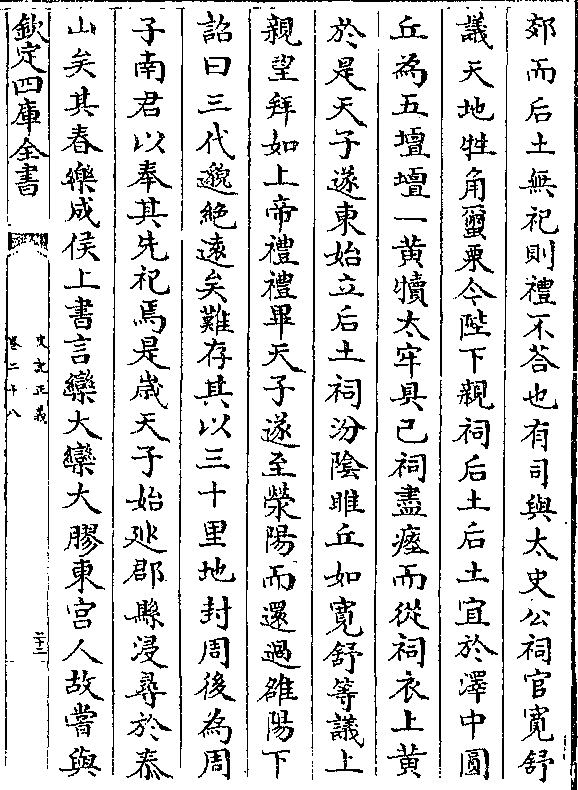 郊而后土無祀則禮不荅也有司與太史公祠官寬舒
議天地牲角蠒栗今陛下親祠后土后土宜於澤中圓
丘為五壇壇一黄犢太牢具已祠盡瘞而從祠衣上黄
於是天子遂東始立后土祠汾隂脽丘如寛舒等議上
親望拜如上帝禮禮畢天子遂至滎陽而還過雒陽下
詔曰三代邈絶逺矣難存其以三十里地封周後為周
子南君以奉其先祀焉是歳天子始廵郡縣浸尋於泰
山矣其春樂成侯上書言欒大欒大膠東宫人故嘗與
欽定四庫全書
史記正義
卷二十八
三十二